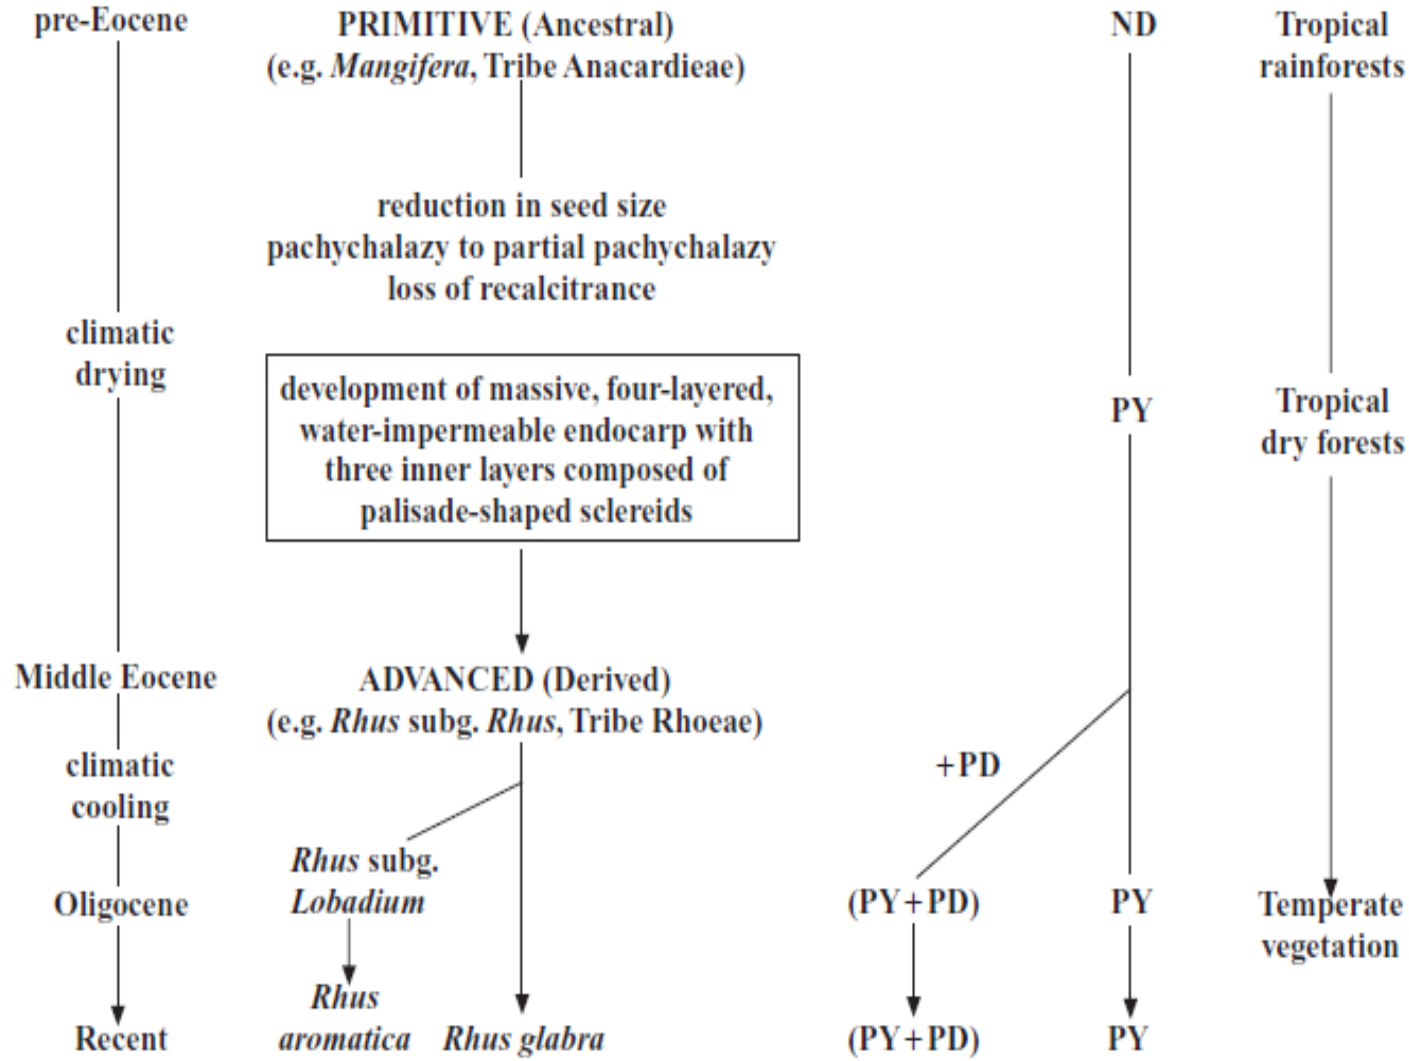 pre-Eocene
PRIMITIVE (Ancestral)
(e.g. Mangifera, Tribe Anacardieae)
ND
Tropical
rainforests
reduction in seed size
pachychalazy to partial pachychalazy
loss of recalcitrance
climatic
drying
development of massive, four-layered,
water-impermeable endocarp with
three inner layers composed of
palisade-shaped sclereids
PY
Tropical
dry forests
Middle Eocene
ADVANCED (Derived)
(e.g. Rhus subg. Rhus, Tribe Rhoeae)
climatic
cooling
+PD
Rhus subg.
Lobadium
Oligocene
(PY+PD)
PY
Temperate
vegetation
Rhus
aromatica
Recent
Rhus glabra
(PY+PD)
PY